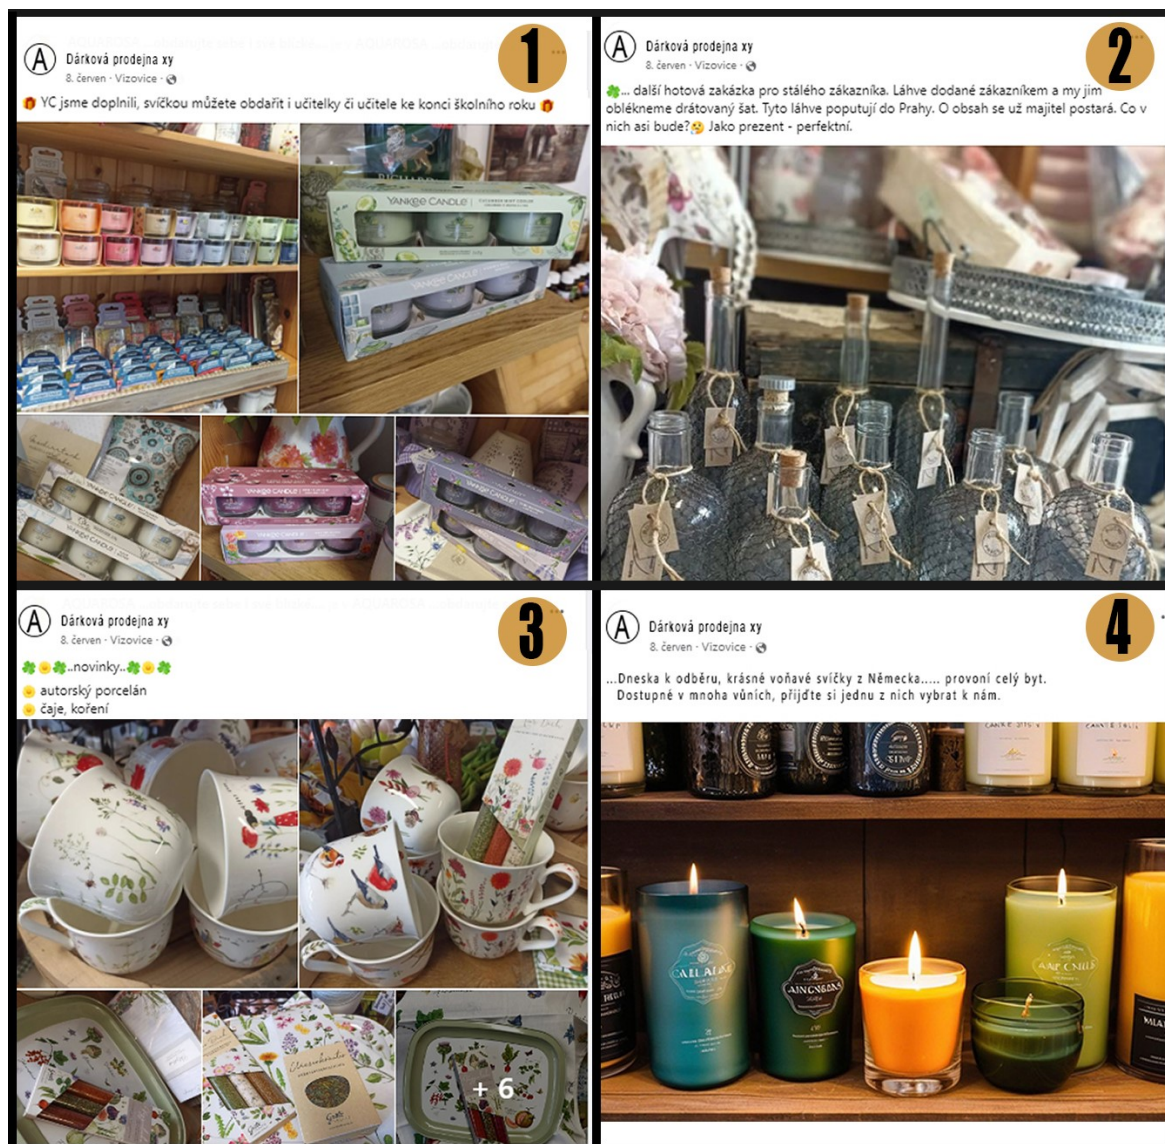 1
A
Dárková prodejna xy
8. červen · Vizovice ·
YC jsme doplnili, svíčkou můžete obdařit i učitelky či učitele ke konci školního roku
YANKEE CANDLE
YANKEE CANDLE
YANKEE CANDLE
YANKEE CANDLE
2
A
Dárková prodejna xy
8. červen · Vizovice ·
... další hotová zakázka pro stálého zákazníka. Láhve dodané zákazníkem a my jim
oblékneme drátovaný šat. Tyto láhve poputují do Prahy. O obsah se už majitel postará. Co v
nich asi bude? Jako prezent - perfektní.
3
A
Dárková prodejna xy
8. červen · Vizovice ·
..novinky..
autorský porcelán
čaje, koření
+ 6
4
A
Dárková prodejna xy
8. červen · Vizovice ·
...Dneska k odběru, krásné voňavé svíčky z Německa..... provoní celý byt.
Dostupné v mnoha vůních, přijďte si jednu z nich vybrat k nám.